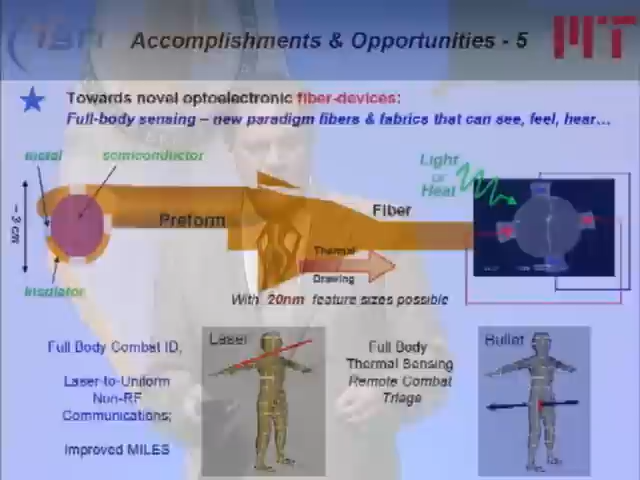 ISN
Accomplishments & Opportunities - 5
MIT
Towards novel optoelectronic fiber-devices:
Full-body sensing – new paradigm fibers & fabrics that can see, feel, hear...
metal
semiconductor
Light
or
Heat
Preform
Fiber
~ 3 cm
Thermal
Drawing
insulator
With 20nm feature sizes possible
Full Body Combat ID,
Laser-to-Uniform
Non-RF
Communications;
Improved MILES
Laser
Full Body
Thermal Sensing
Remote Combat
Triage
Bullet